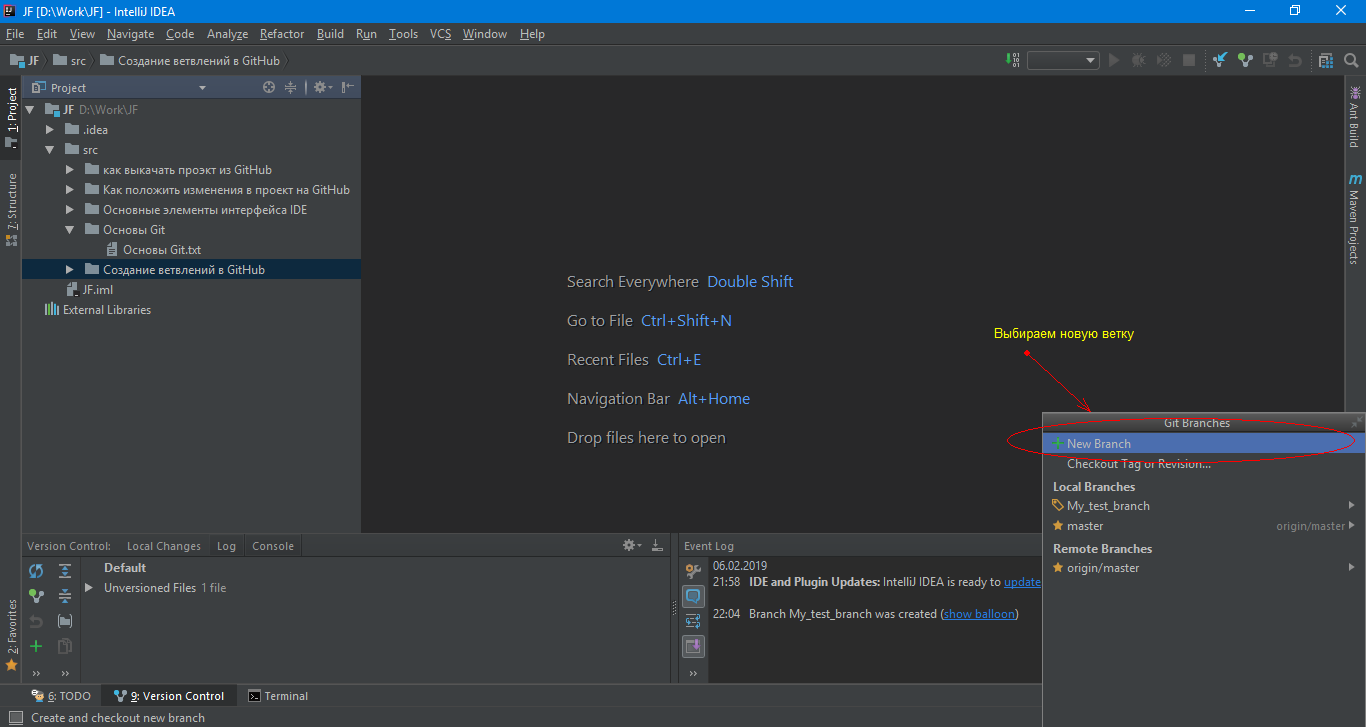 JF [D:\Work\JF] - IntelliJ IDEA
File Edit View Navigate Code Analyze Refactor Build Run Tools VCS Window Help
JF src Создание ветвлений в GitHub
1: Project
7: Structure
2: Favorites
Project
JF D:\Work\JF
.idea
src
как выкачать проэкт из GitHub
Как положить изменения в проект на GitHub
Основные элементы интерфейса IDE
Основы Git
Основы Git.txt
Создание ветвлений в GitHub
JF.iml
External Libraries
Search Everywhere Double Shift
Go to File Ctrl+Shift+N
Recent Files Ctrl+E
Navigation Bar Alt+Home
Drop files here to open
Выбираем новую ветку
Ant Build
Maven Projects
Git Branches
New Branch
Checkout Tag or Revision...
Local Branches
My_test_branch
master origin/master
Remote Branches
origin/master
Version Control: Local Changes Log Console
Default
Unversioned Files 1 file
Event Log
06.02.2019
21:58 IDE and Plugin Updates: IntelliJ IDEA is ready to update
22:04 Branch My_test_branch was created (show balloon)
6: TODO 9: Version Control Terminal
Create and checkout new branch